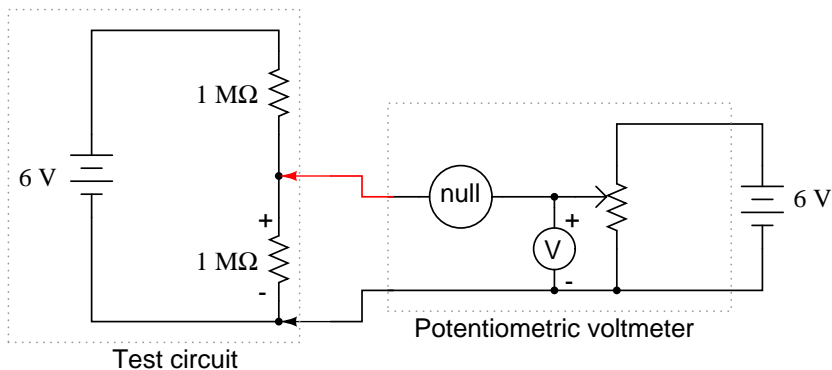 1 MΩ
6 V
+
1 MΩ
-
Test circuit
null
+
V
-
6 V
Potentiometric voltmeter